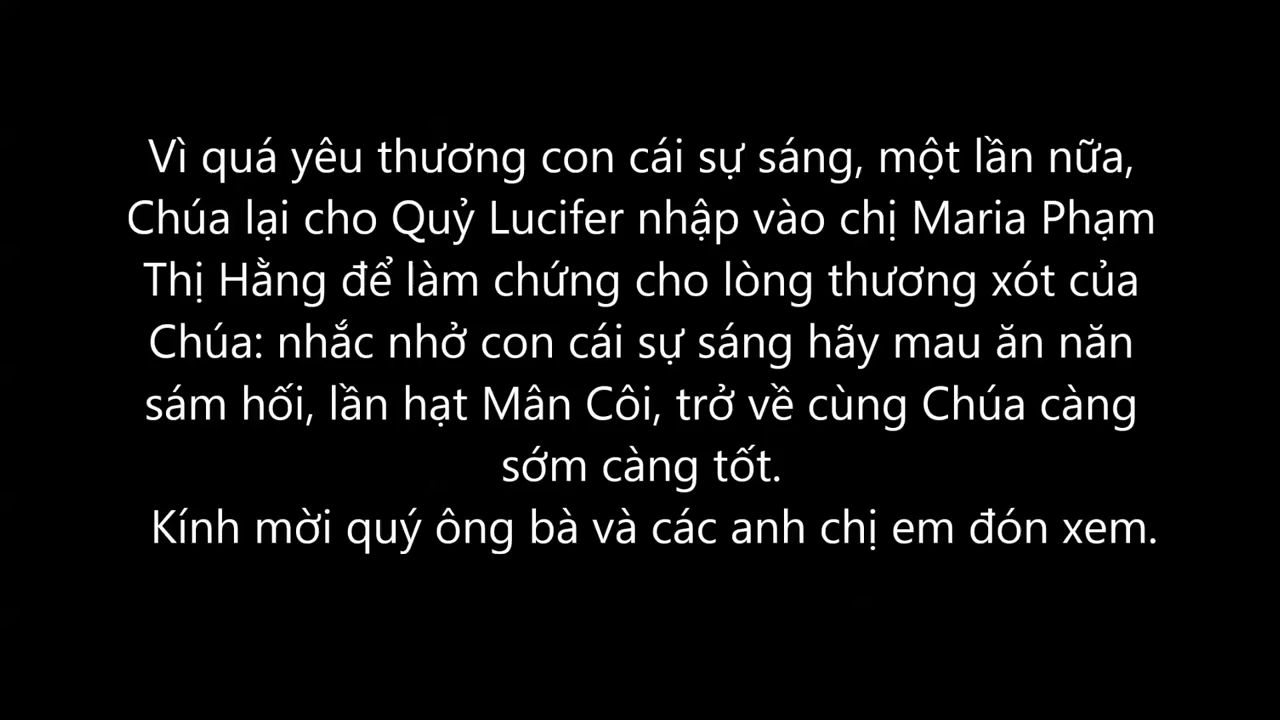 Vì quá yêu thương con cái sự sáng, một lần nữa,
Chúa lại cho Quỷ Lucifer nhập vào chị Maria Phạm
Thị Hằng để làm chứng cho lòng thương xót của
Chúa: nhắc nhở con cái sự sáng hãy mau ăn năn
sám hối, lần hạt Mân Côi, trở về cùng Chúa càng
sớm càng tốt.
Kính mời quý ông bà và các anh chị em đón xem.